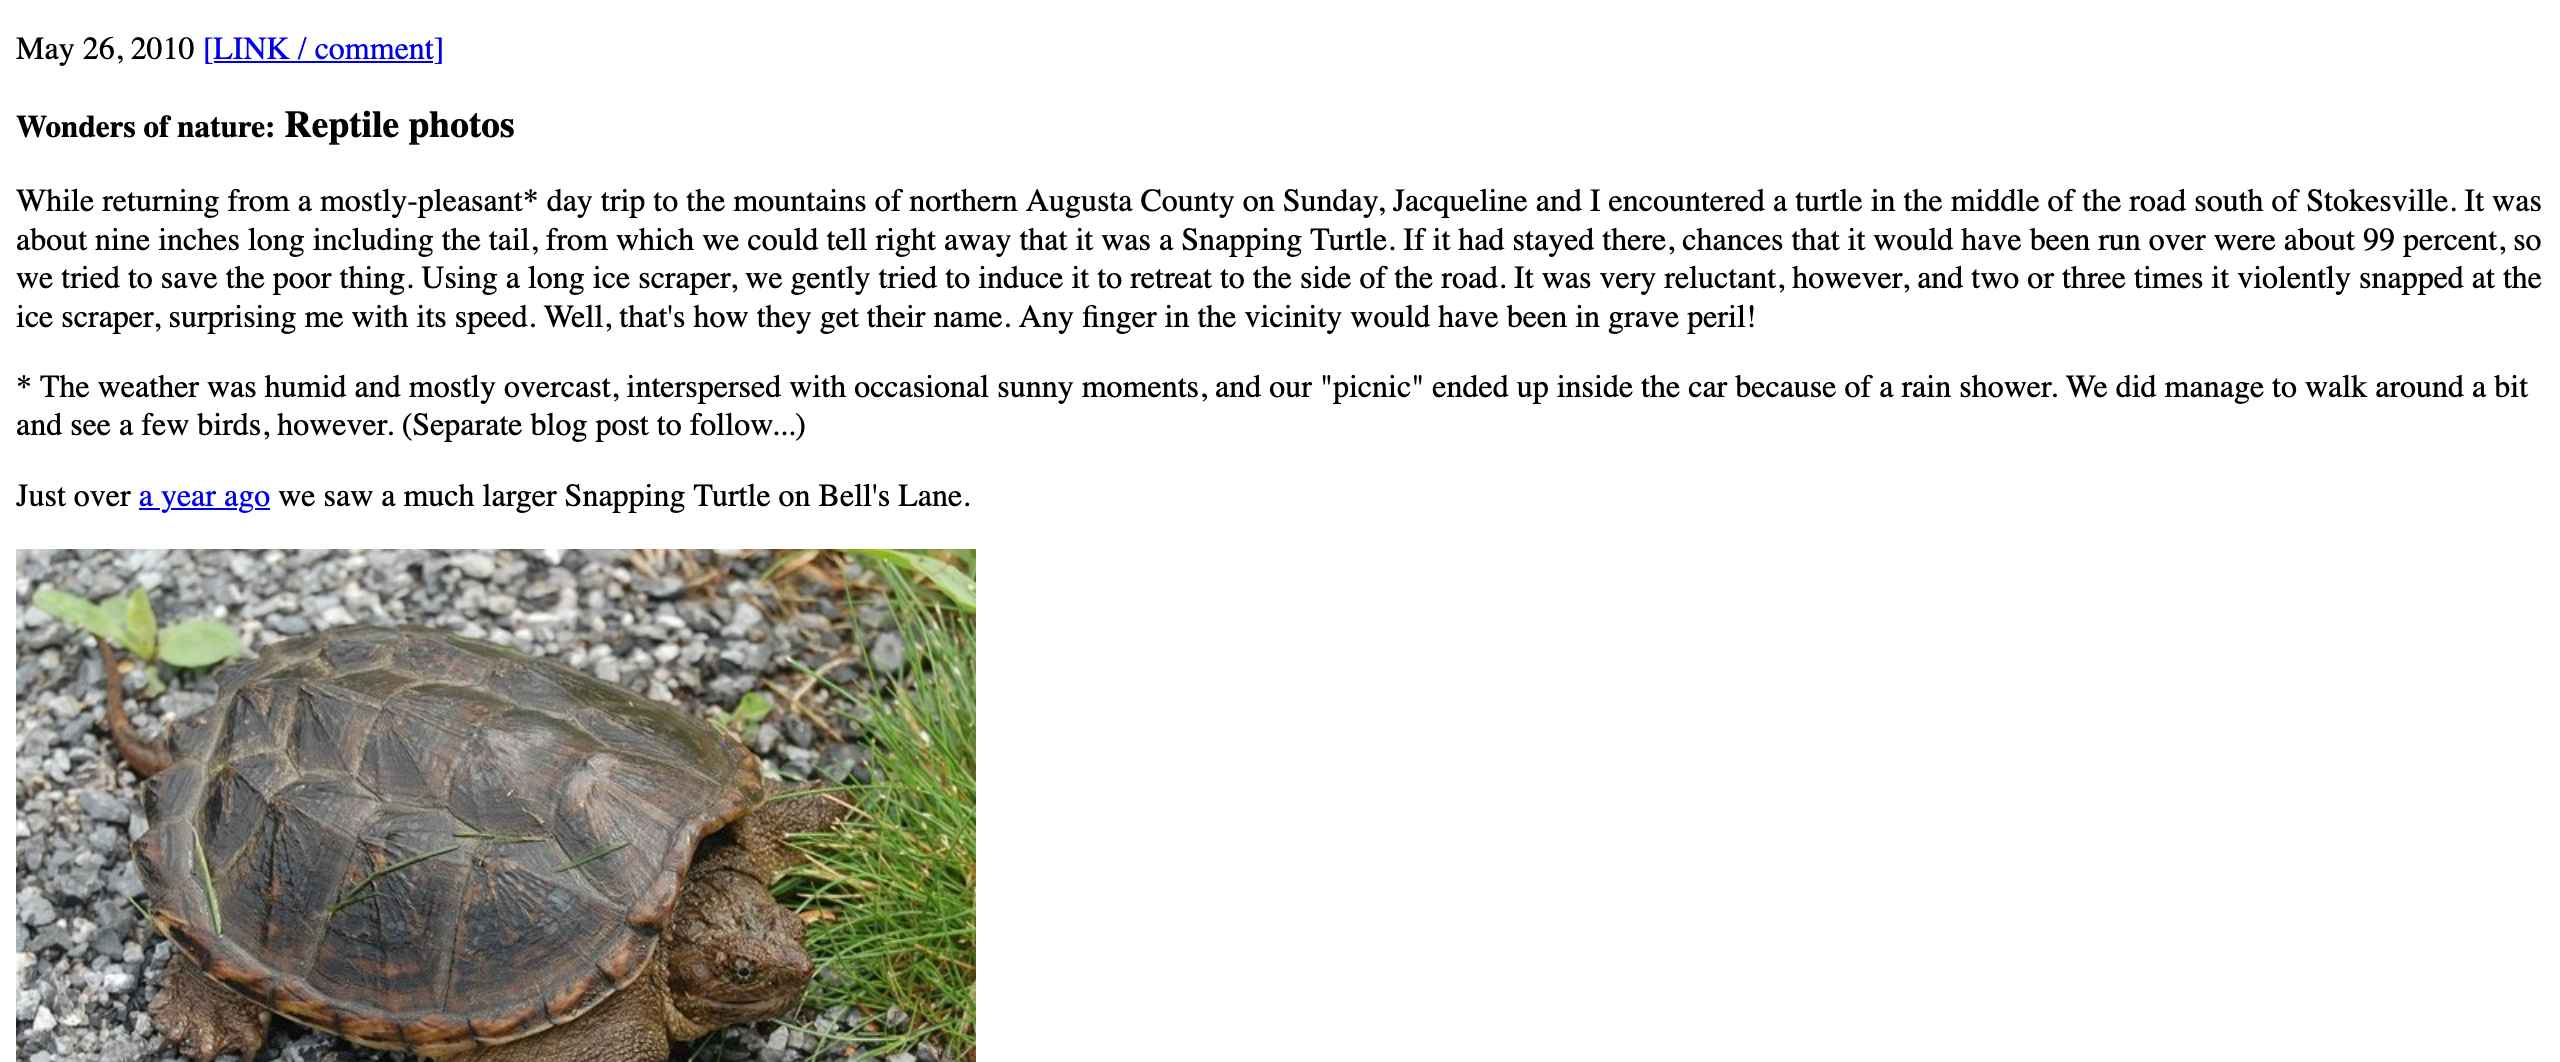 May 26, 2010 [LINK / comment]
Wonders of nature: Reptile photos
While returning from a mostly-pleasant* day trip to the mountains of northern Augusta County on Sunday, Jacqueline and I encountered a turtle in the middle of the road south of Stokesville. It was
about nine inches long including the tail, from which we could tell right away that it was a Snapping Turtle. If it had stayed there, chances that it would have been run over were about 99 percent, so
we tried to save the poor thing. Using a long ice scraper, we gently tried to induce it to retreat to the side of the road. It was very reluctant, however, and two or three times it violently snapped at the
ice scraper, surprising me with its speed. Well, that's how they get their name. Any finger in the vicinity would have been in grave peril!
* The weather was humid and mostly overcast, interspersed with occasional sunny moments, and our "picnic" ended up inside the car because of a rain shower. We did manage to walk around a bit
and see a few birds, however. (Separate blog post to follow...)
Just over a year ago we saw a much larger Snapping Turtle on Bell's Lane.